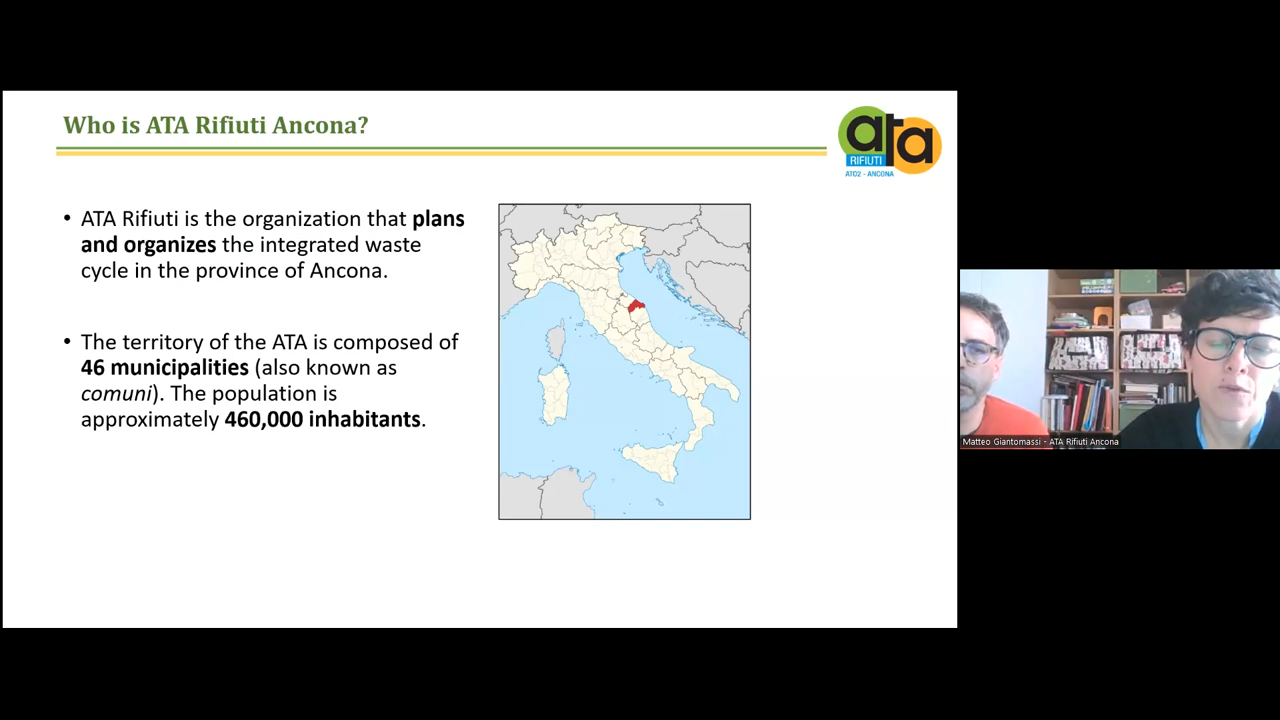 Who is ATA Rifiuti Ancona?
ata
RIFIUTI
ATO2 - ANCONA
• ATA Rifiuti is the organization that plans
and organizes the integrated waste
cycle in the province of Ancona.
• The territory of the ATA is composed of
46 municipalities (also known as
comuni). The population is
approximately 460,000 inhabitants.
Matteo Giantomassi - ATA Rifiuti Ancona